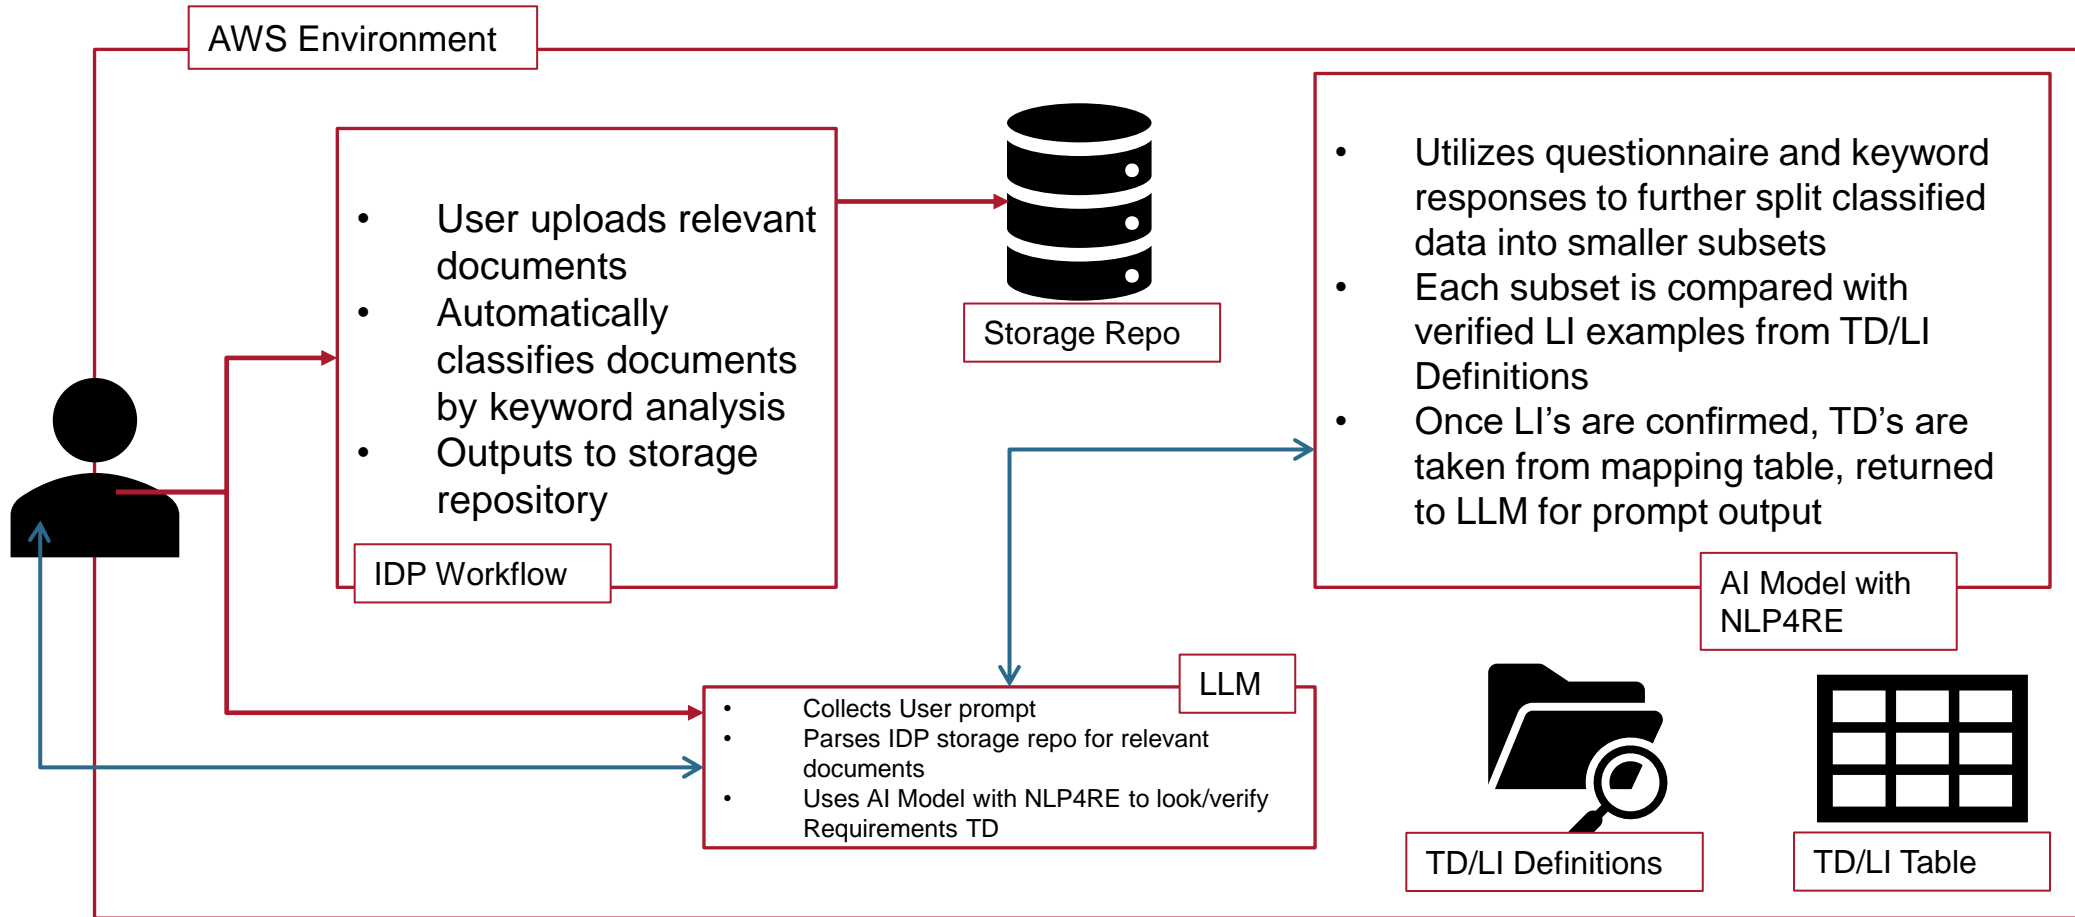 AWS Environment
• User uploads relevant
documents
• Automatically
classifies documents
by keyword analysis
• Outputs to storage
repository
IDP Workflow
Storage Repo
• Utilizes questionnaire and keyword
responses to further split classified
data into smaller subsets
• Each subset is compared with
verified LI examples from TD/LI
Definitions
• Once LI’s are confirmed, TD’s are
taken from mapping table, returned
to LLM for prompt output
AI Model with
NLP4RE
LLM
• Collects User prompt
• Parses IDP storage repo for relevant
documents
• Uses AI Model with NLP4RE to look/verify
Requirements TD
TD/LI Definitions
TD/LI Table